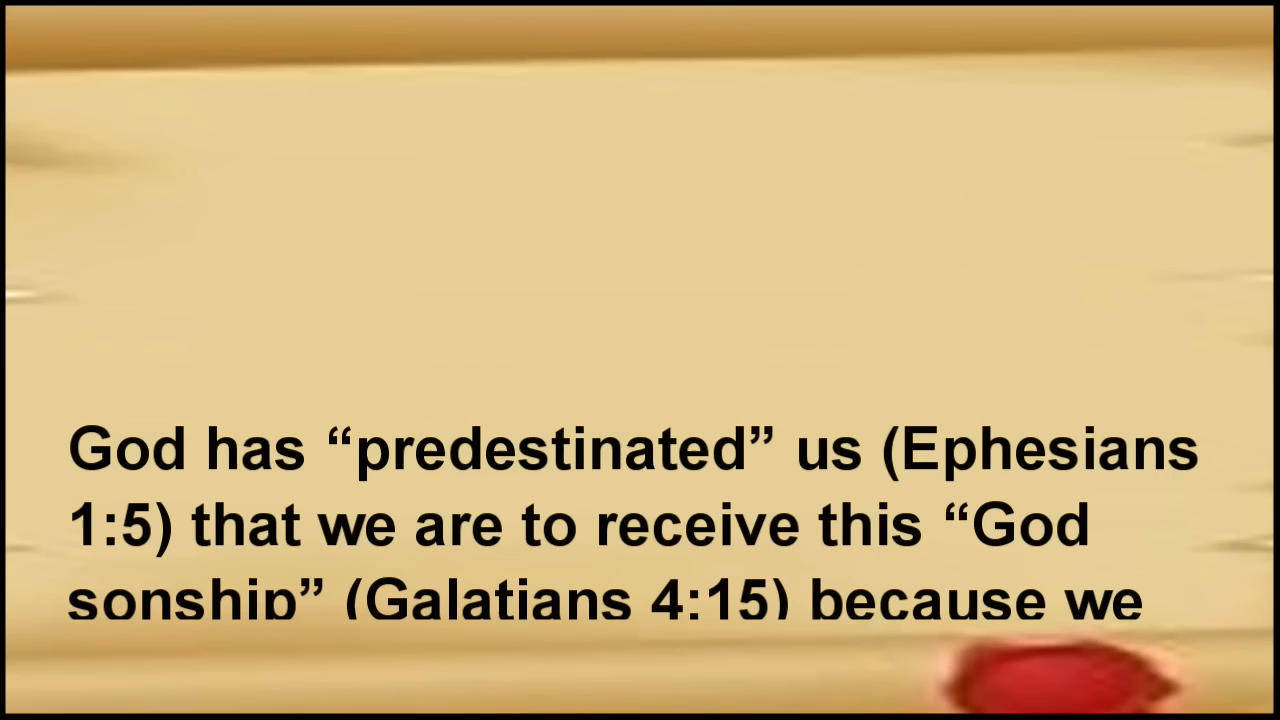 God has “predestinated” us (Ephesians
1:5) that we are to receive this “God
sonship” (Galatians 4:15) because we